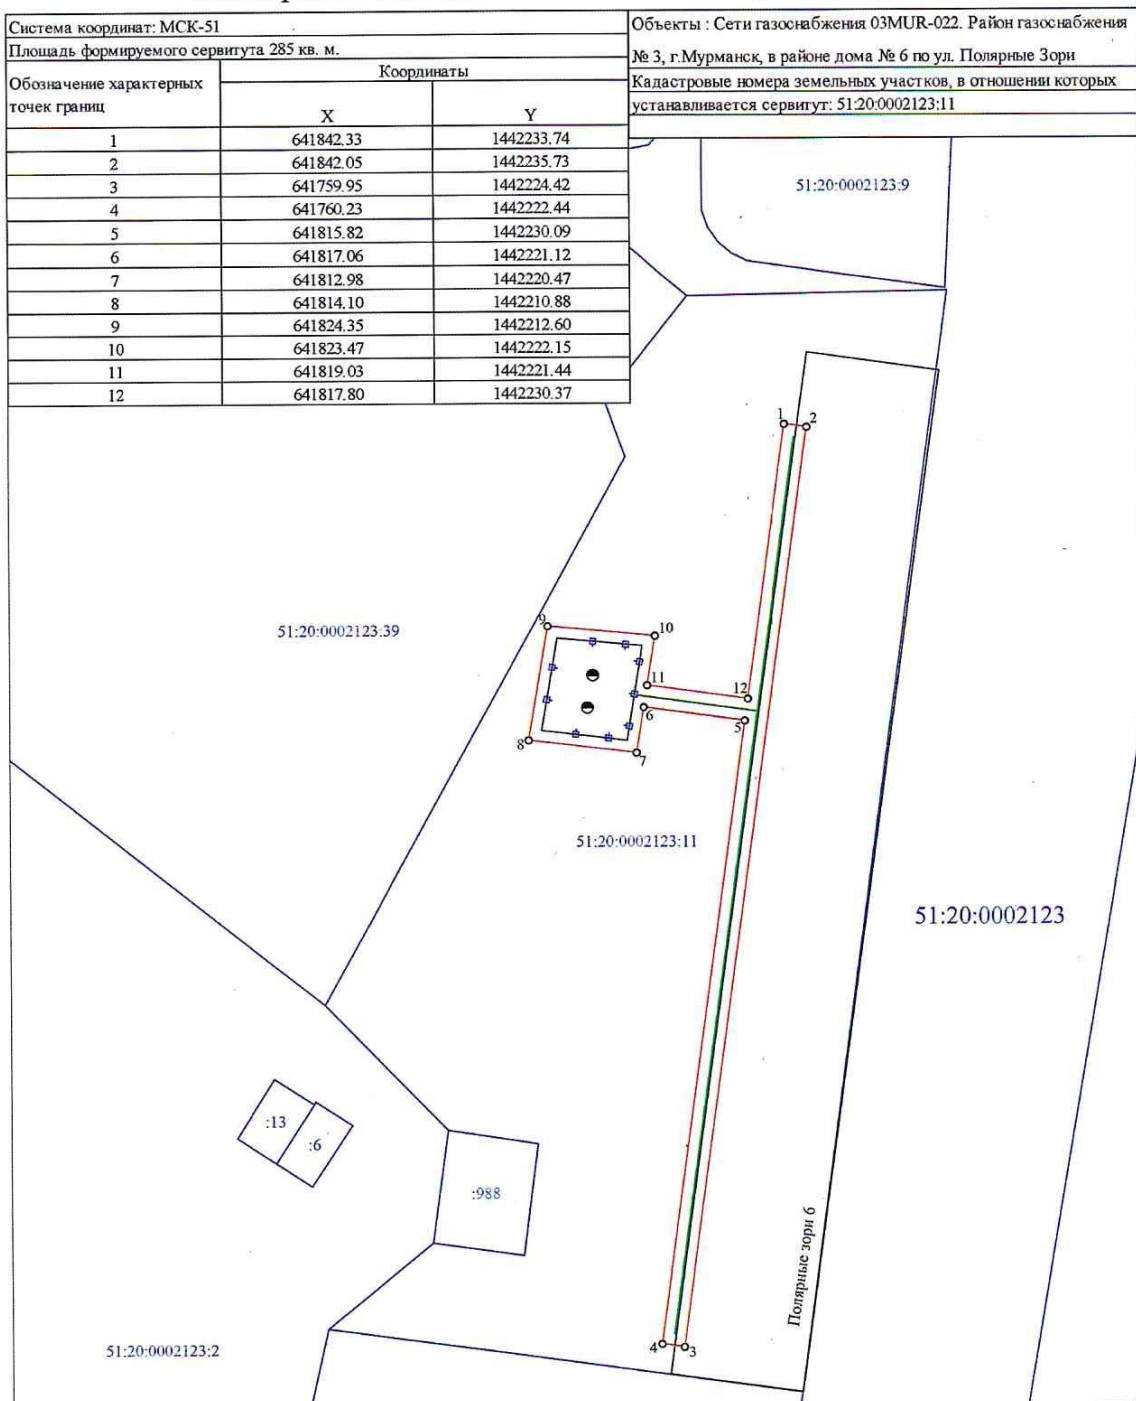 Система координат: МСК-51
Площадь формируемого сервитута 285 кв. м.
Обозначение характерных
точек границ
Координаты
X Y
1 641842.33 1442233.74
2 641842.05 1442235.73
3 641759.95 1442224.42
4 641760.23 1442222.44
5 641815.82 1442230.09
6 641817.06 1442221.12
7 641812.98 1442220.47
8 641814.10 1442210.88
9 641824.35 1442212.60
10 641823.47 1442222.15
11 641819.03 1442221.44
12 641817.80 1442230.37
Объекты : Сети газоснабжения 03MUR-022. Район газоснабжения
№ 3, г.Мурманск, в районе дома № 6 по ул. Полярные Зори
Кадастровые номера земельных участков, в отношении которых
устанавливается сервитут: 51:20:0002123:11
51:20:0002123:9
1
2
51:20:0002123:39
9
10
11
12
6
5
8
7
51:20:0002123:11
51:20:0002123
:13
:6
:988
Полярные зори 6
4
3
51:20:0002123:2